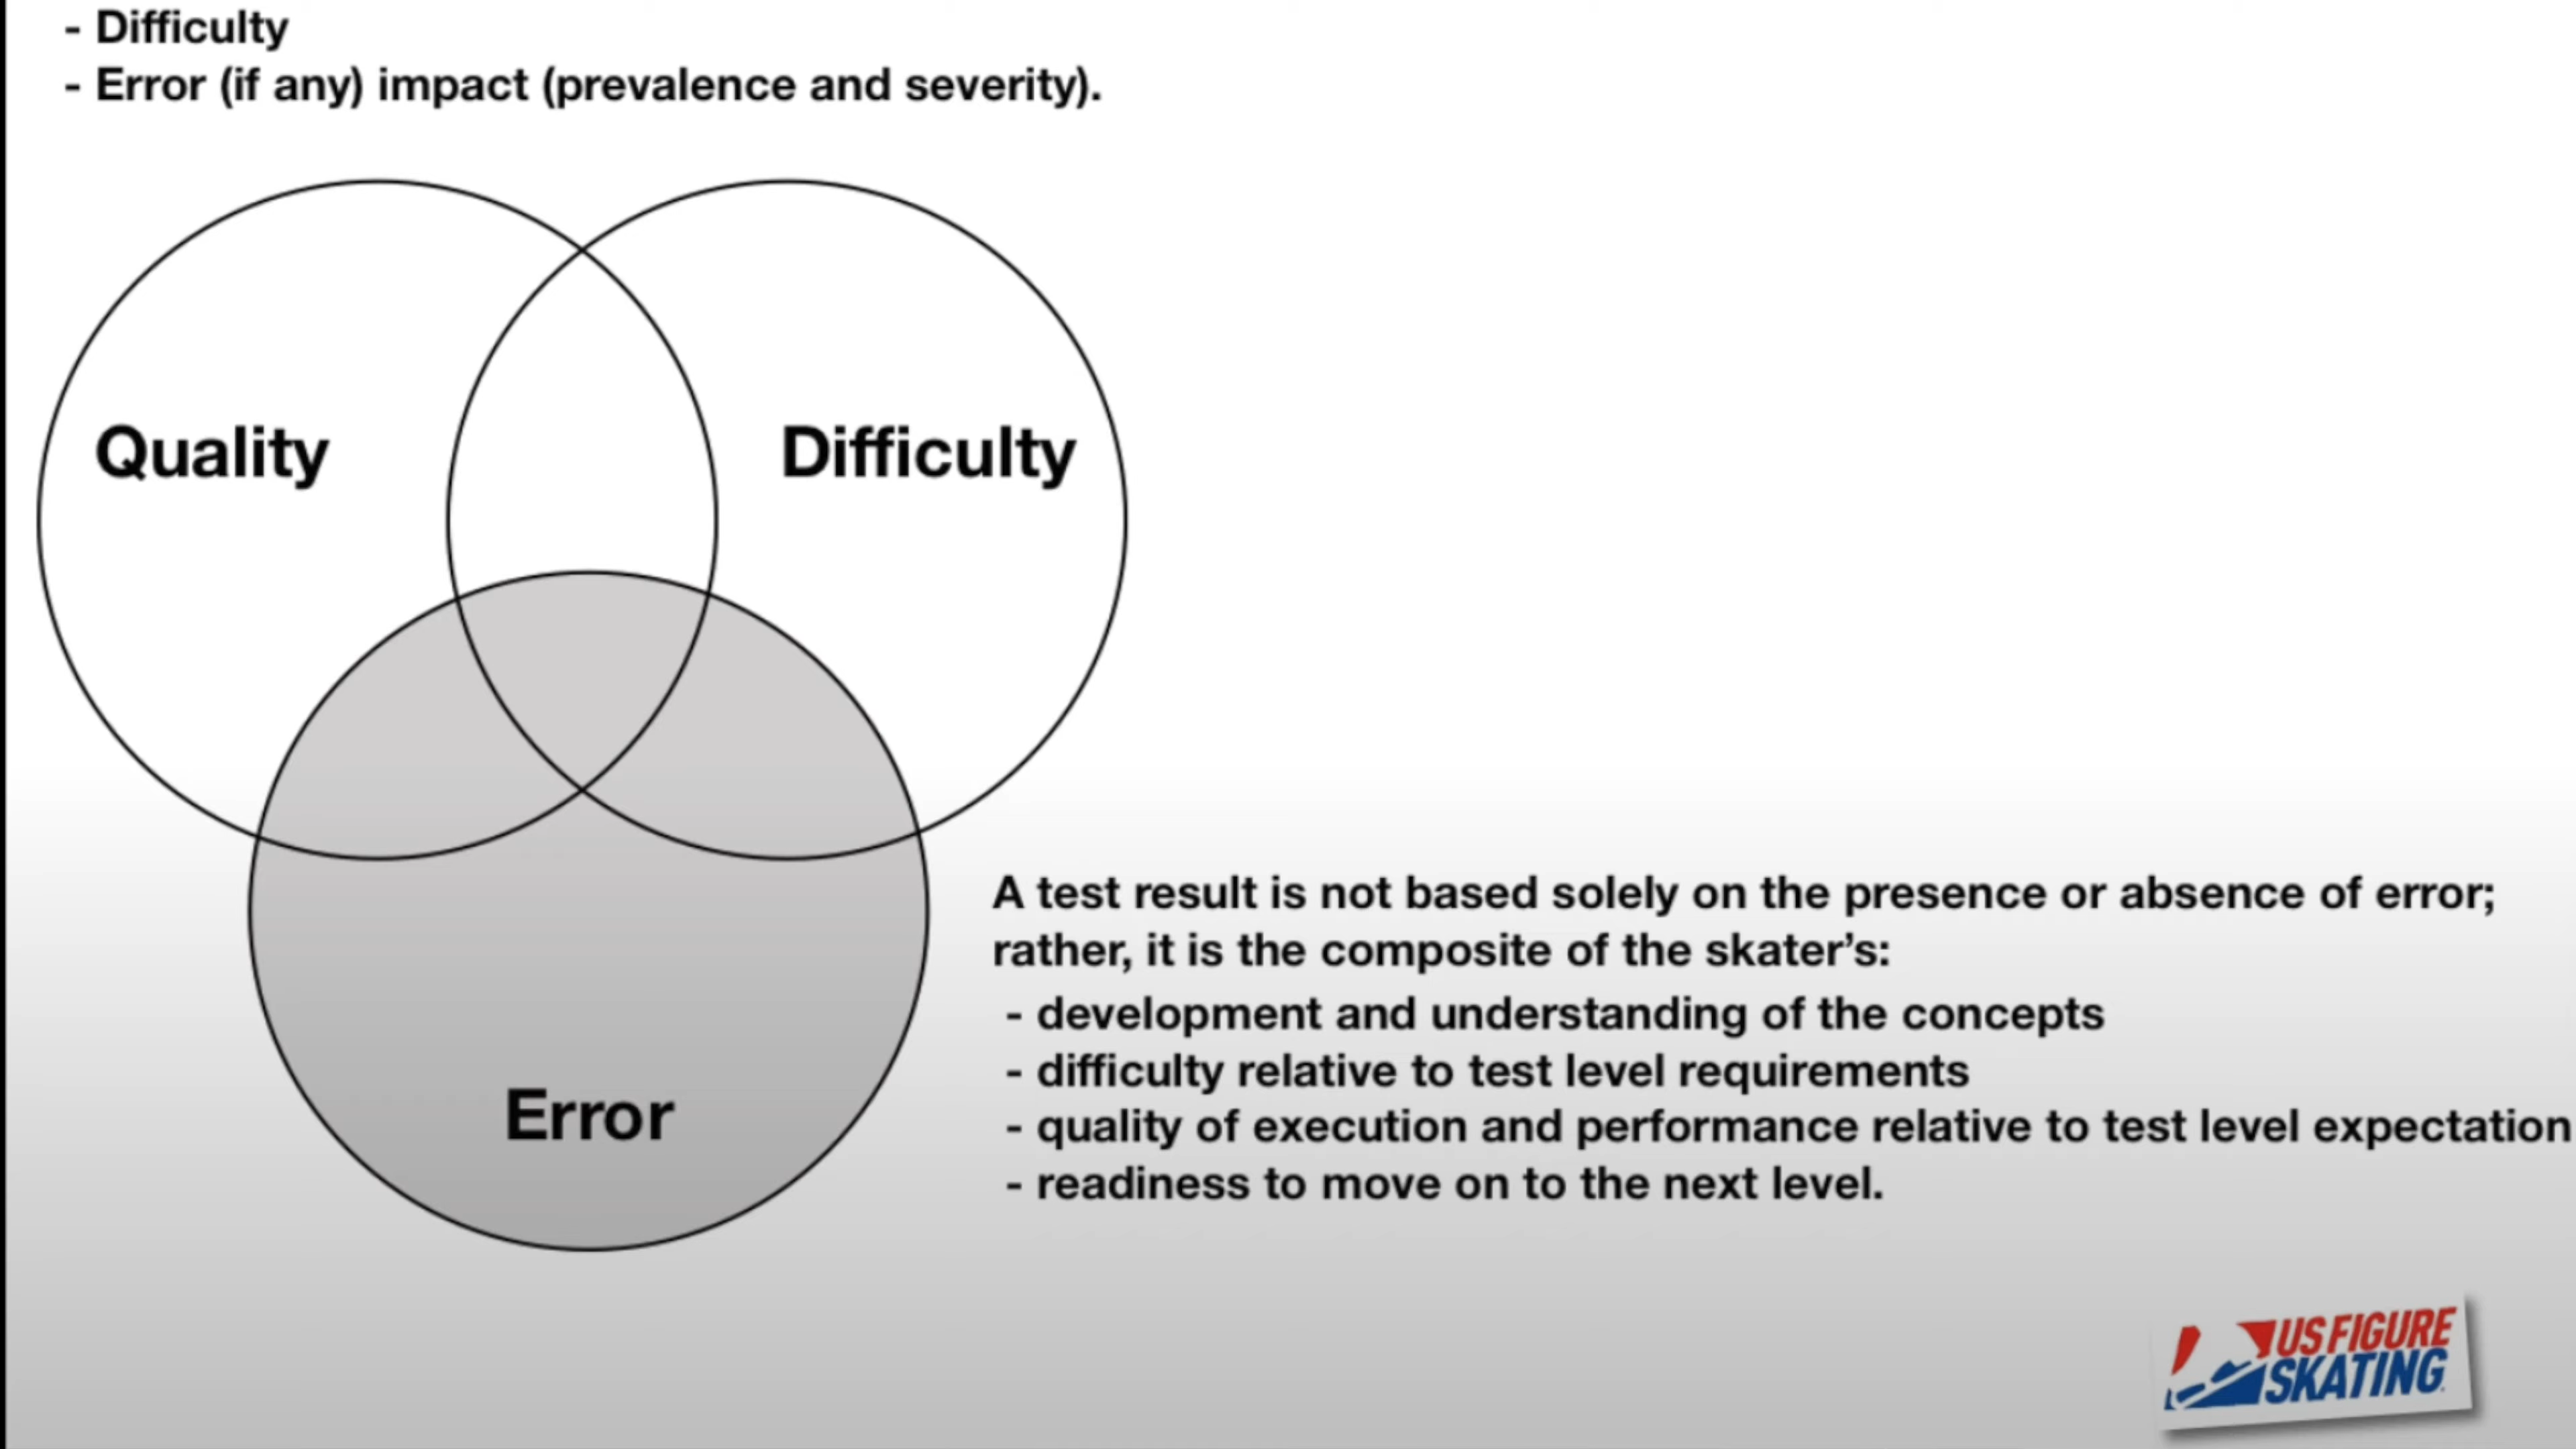 - Difficulty
- Error (if any) impact (prevalence and severity).
Quality
Difficulty
Error
A test result is not based solely on the presence or absence of error;
rather, it is the composite of the skater's:
- development and understanding of the concepts
- difficulty relative to test level requirements
- quality of execution and performance relative to test level expectation
- readiness to move on to the next level.
US FIGURE
SKATING